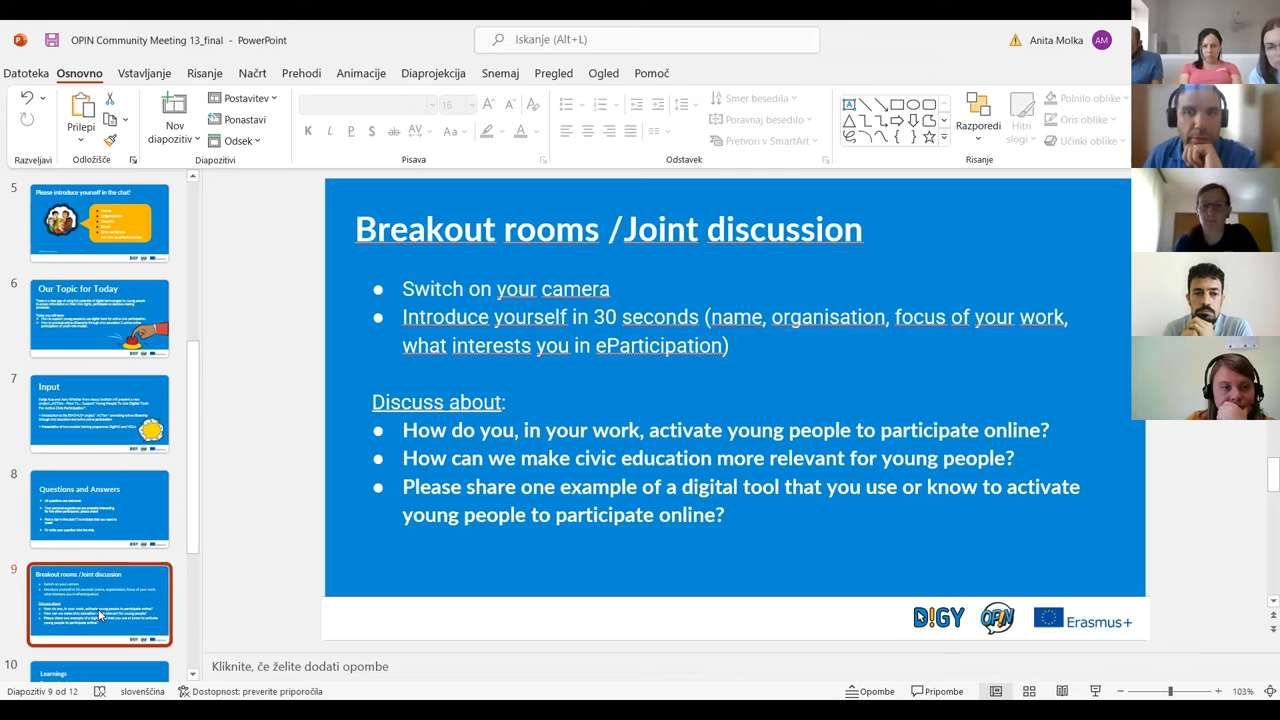 OPIN Community Meeting 13_final - PowerPoint
Iskanje (Alt+L)
Anita Molka
AM
Datoteka Osnovno Vstavljanje Risanje Načrt Prehodi Animacije Diaprojekcija Snemaj Pregled Ogled Pomoč
Razveljavi
Prilepi
Odložišče
Nov
diapozitiv
Postavitev
Ponastavi
Odsek
Diapozitivi
16
K L P S ab AV Aa A
Pisava
Smer besedila
Poravnaj besedilo
Pretvori v SmartArt
Odstavek
Razporedi
Hitri
slogi
Polnilo oblike
Oris oblike
Učinki oblike
Risanje
5
Please introduce yourself in the chat!
6
Our Topic for Today
7
Input
8
Questions and Answers
9
Breakout rooms /Joint discussion
10
Learnings
Breakout rooms /Joint discussion
Switch on your camera
Introduce yourself in 30 seconds (name, organisation, focus of your work,
what interests you in eParticipation)
Discuss about:
How do you, in your work, activate young people to participate online?
How can we make civic education more relevant for young people?
Please share one example of a digital tool that you use or know to activate
young people to participate online?
D!GY OPIN Erasmus+
Kliknite, če želite dodati opombe
Diapozitiv 9 od 12 slovenščina Dostopnost: preverite priporočila Opombe Pripombe 103%